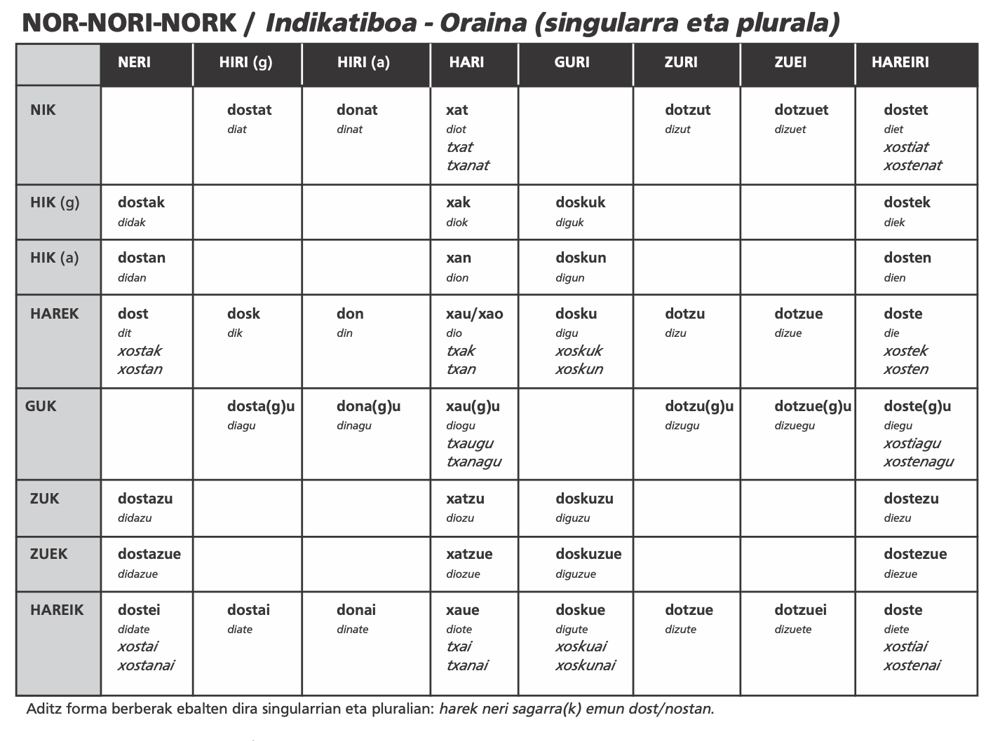 NOR-NORI-NORK / Indikatiboa - Oraina (singularra eta plurala)
NERI HIRI (g) HIRI (a) HARI GURI ZURI ZUEI HAREIRI
NIK dostat donat xat dotzut dotzuet dostet
diat dinat diot dizut dizuet diet
txat xostiat
txanat xostenat
HIK (g) dostak xak doskuk dostek
didak diok diguk diek
HIK (a) dostan xan doskun dosten
didan dion digun dien
HAREK dost dosk don xau/xao dosku dotzu dotzue doste
dit dik din dio digu dizu dizue die
xostak txak xoskuk xostek
xostan txan xoskun xosten
GUK dosta(g)u dona(g)u xau(g)u dotzu(g)u dotzue(g)u doste(g)u
diagu dinagu diogu dizugu dizuegu diegu
txaugu xostiagu
txanagu xostenagu
ZUK dostazu xatzu doskuzu dostezu
didazu diozu diguzu diezu
ZUEK dostazue xatzue doskuzue dostezue
didazue diozue diguzue diezue
HAREIK dostei dostai donai xaue doskue dotzue dotzuei doste
didate diate dinate diote digute dizute dizuete diete
xostai txai xoskuai xostiai
xostanai txanai xoskunai xostenai
Aditz forma berberak ebalten dira singularrian eta pluralian: harek neri sagarra(k) emun dost/nostan.